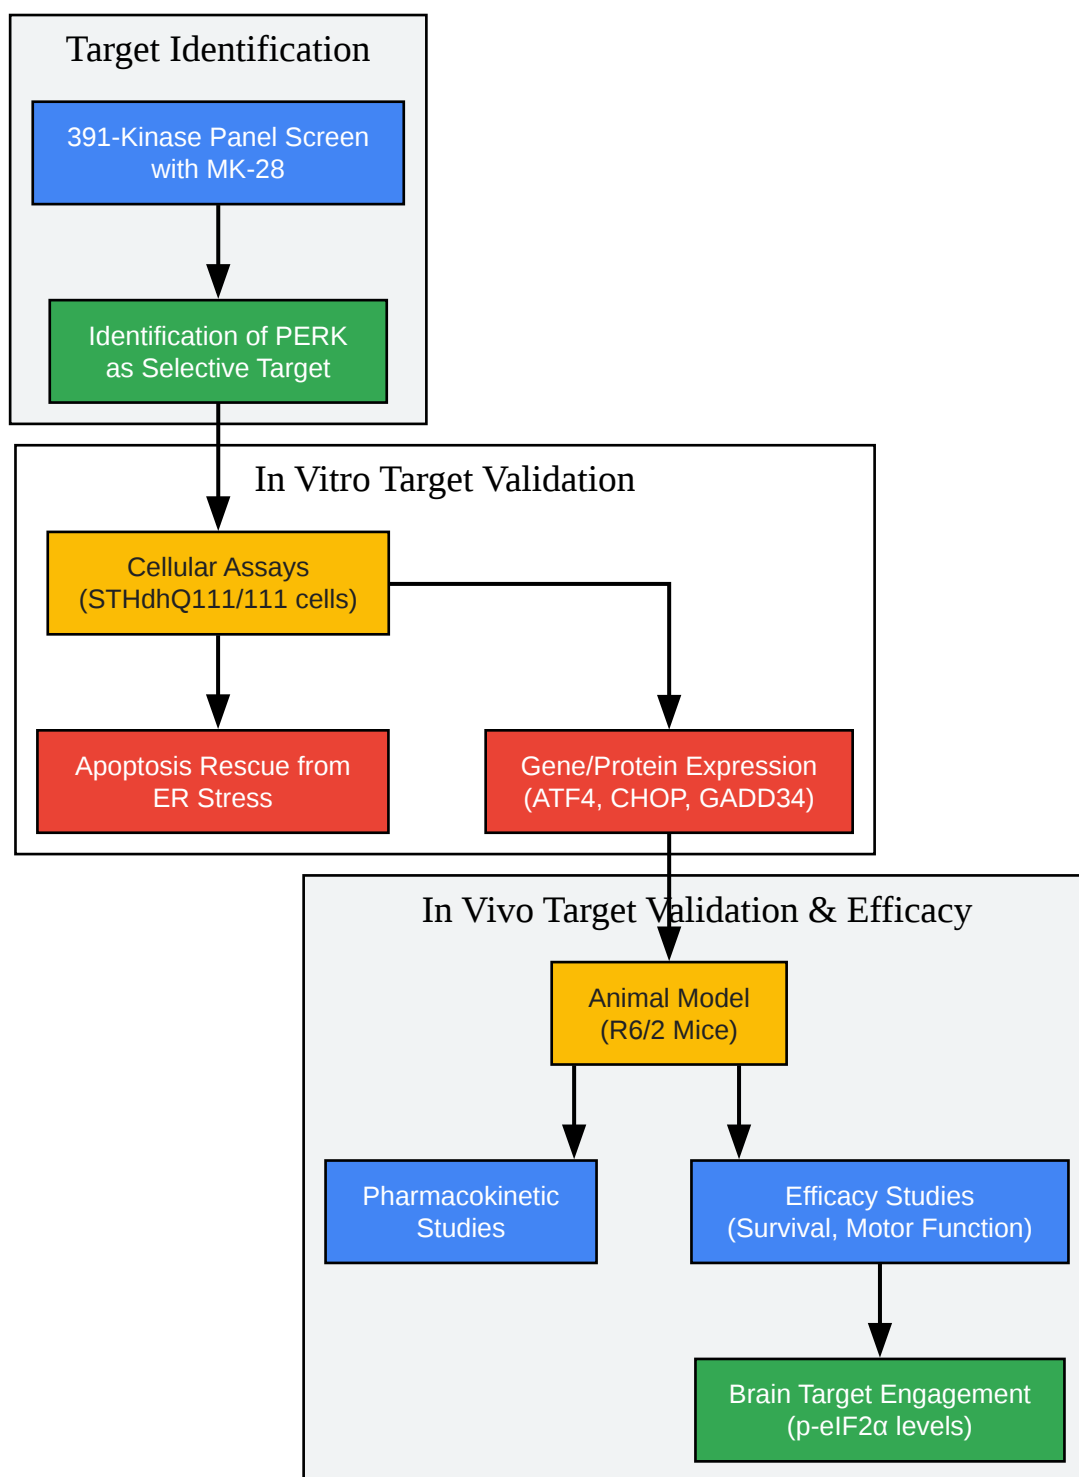 Target Identification
391-Kinase Panel Screen
with MK-28
Identification of PERK
as Selective Target
In Vitro Target Validation
Cellular Assays
(STHdhQ111/111 cells)
Apoptosis Rescue from
ER Stress
Gene/Protein Expression
(ATF4, CHOP, GADD34)
In Vivo Target Validation & Efficacy
Animal Model
(R6/2 Mice)
Pharmacokinetic
Studies
Efficacy Studies
(Survival, Motor Function)
Brain Target Engagement
(p-eIF2α levels)